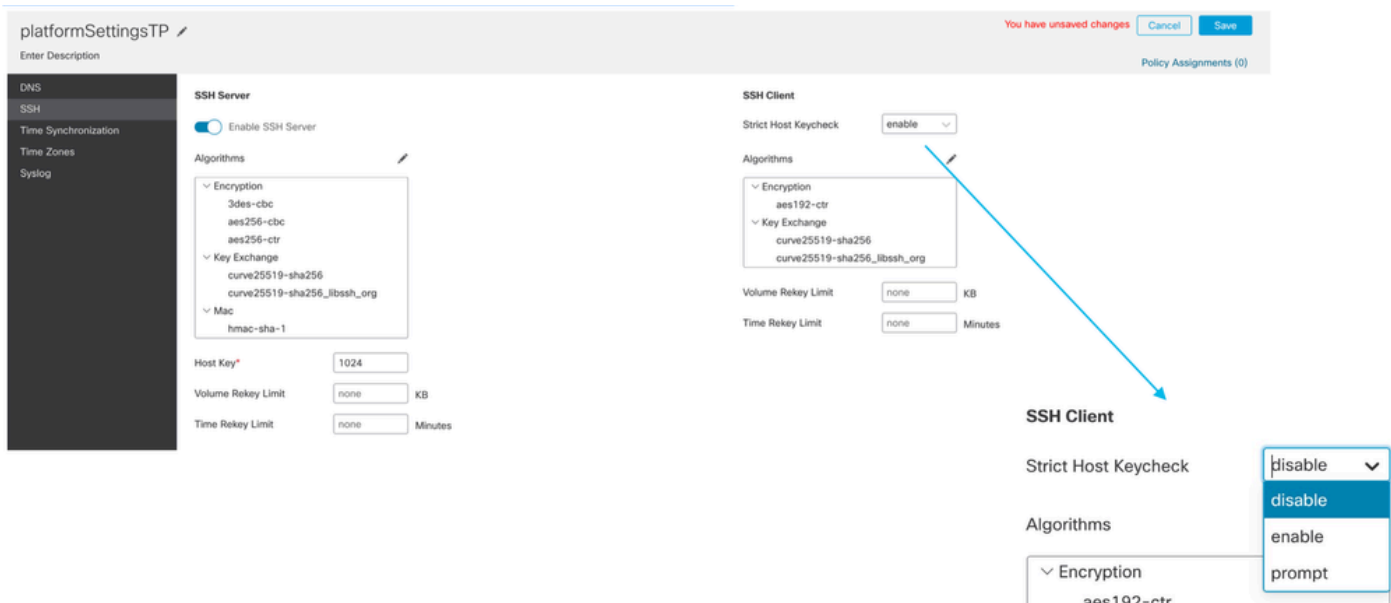 platformSettingsTP
You have unsaved changes Cancel Save
Enter Description
Policy Assignments (0)
DNS
SSH
Time Synchronization
Time Zones
Syslog
SSH Server
Enable SSH Server
Algorithms
Encryption
3des-cbc
aes256-cbc
aes256-ctr
Key Exchange
curve25519-sha256
curve25519-sha256_libssh_org
Mac
hmac-sha-1
Host Key* 1024
Volume Rekey Limit none KB
Time Rekey Limit none Minutes
SSH Client
Strict Host Keycheck enable
Algorithms
Encryption
aes192-ctr
Key Exchange
curve25519-sha256
curve25519-sha256_libssh_org
Volume Rekey Limit none KB
Time Rekey Limit none Minutes
SSH Client
Strict Host Keycheck disable
disable
enable
prompt
Algorithms
Encryption
aes192-ctr